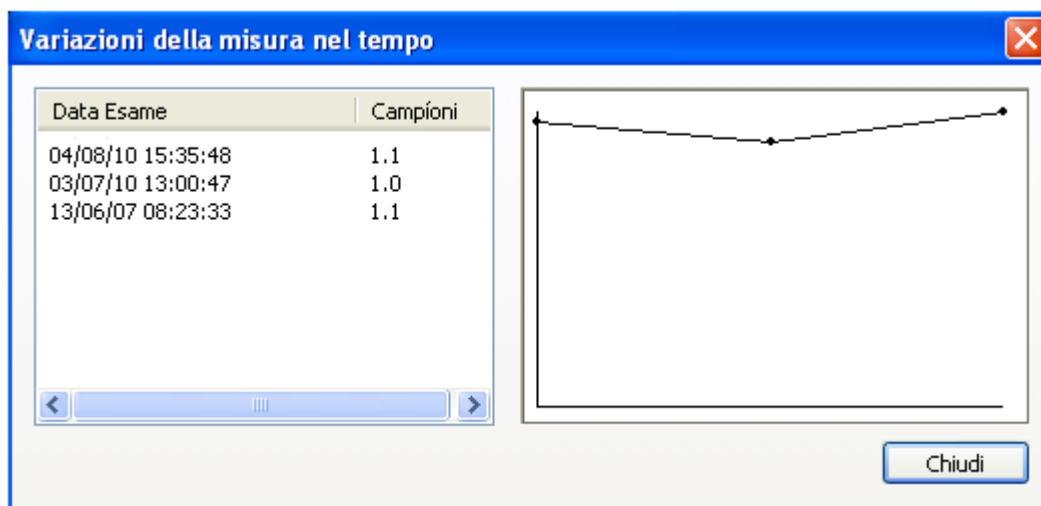 Variazioni della misura nel tempo
Data Esame Campíoni
04/08/10 15:35:48 1.1
03/07/10 13:00:47 1.0
13/06/07 08:23:33 1.1
Chiudi